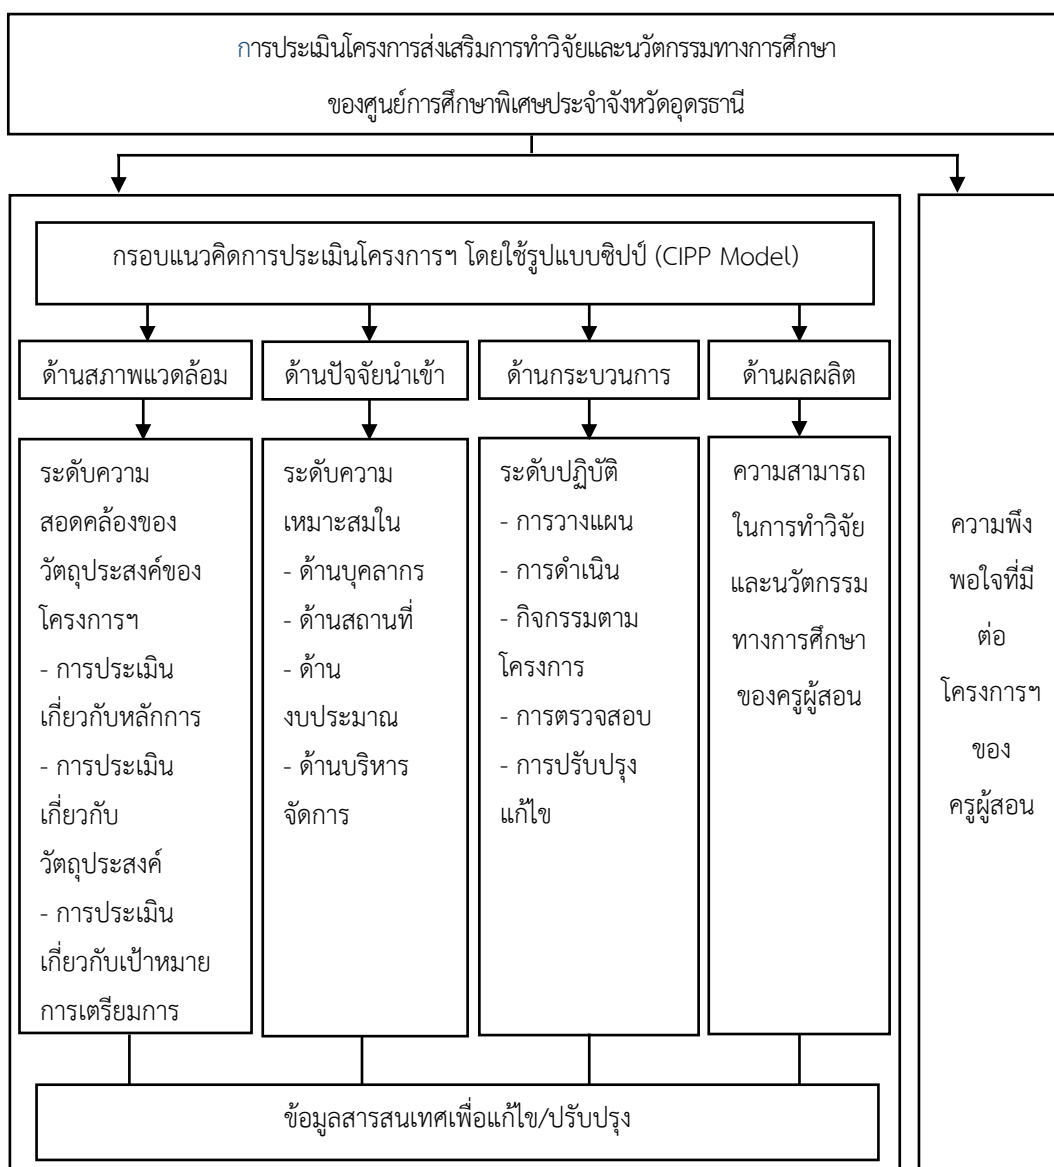 การประเมินโครงการส่งเสริมการทำวิจัยและนวัตกรรมทางการศึกษา
ของศูนย์การศึกษาพิเศษประจำจังหวัดอุดรธานี
กรอบแนวคิดการประเมินโครงการฯ โดยใช้รูปแบบซิปป์ (CIPP Model)
ด้านสภาพแวดล้อม
ด้านปัจจัยนำเข้า
ด้านกระบวนการ
ด้านผลผลิต
ระดับความ
สอดคล้องของ
วัตถุประสงค์ของ
โครงการฯ
- การประเมิน
เกี่ยวกับหลักการ
- การประเมิน
เกี่ยวกับ
วัตถุประสงค์
- การประเมิน
เกี่ยวกับเป้าหมาย
การเตรียมการ
ระดับความ
เหมาะสมใน
- ด้านบุคลากร
- ด้านสถานที่
- ด้าน
งบประมาณ
- ด้านบริหาร
จัดการ
ระดับปฏิบัติ
- การวางแผน
- การดำเนิน
- กิจกรรมตาม
โครงการ
- การตรวจสอบ
- การปรับปรุง
แก้ไข
ความสามารถ
ในการทำวิจัย
และนวัตกรรม
ทางการศึกษา
ของครูผู้สอน
ความพึง
พอใจที่มี
ต่อ
โครงการฯ
ของ
ครูผู้สอน
ข้อมูลสารสนเทศเพื่อแก้ไข/ปรับปรุง